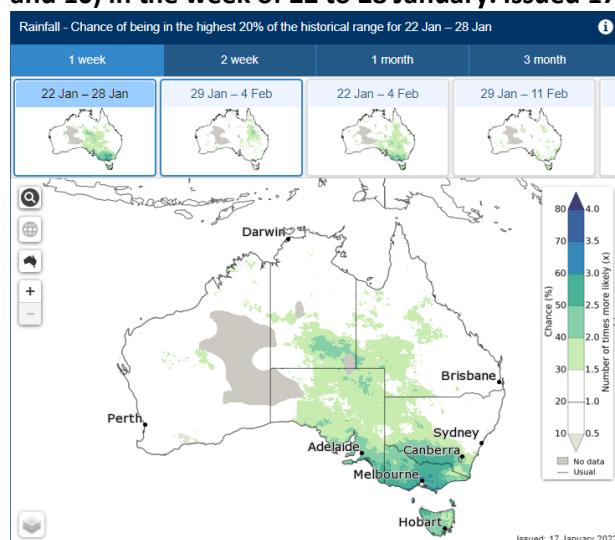 and 10) in the week of 22 to 28 January. Issued 17
Rainfall - Chance of being in the highest 20% of the historical range for 22 Jan – 28 Jan
1 week 2 week 1 month 3 month
22 Jan – 28 Jan 29 Jan – 4 Feb 22 Jan – 4 Feb 29 Jan – 11 Feb
Darwin
Brisbane
Perth
Sydney
Adelaide
Canberra
Melbourne
Hobart
Chance (%)
80
70
60
50
40
30
20
10
4.0
3.5
3.0
2.5
2.0
1.5
1.0
0.5
Number of times more likely (x)
No data
Usual
Issued: 17 January